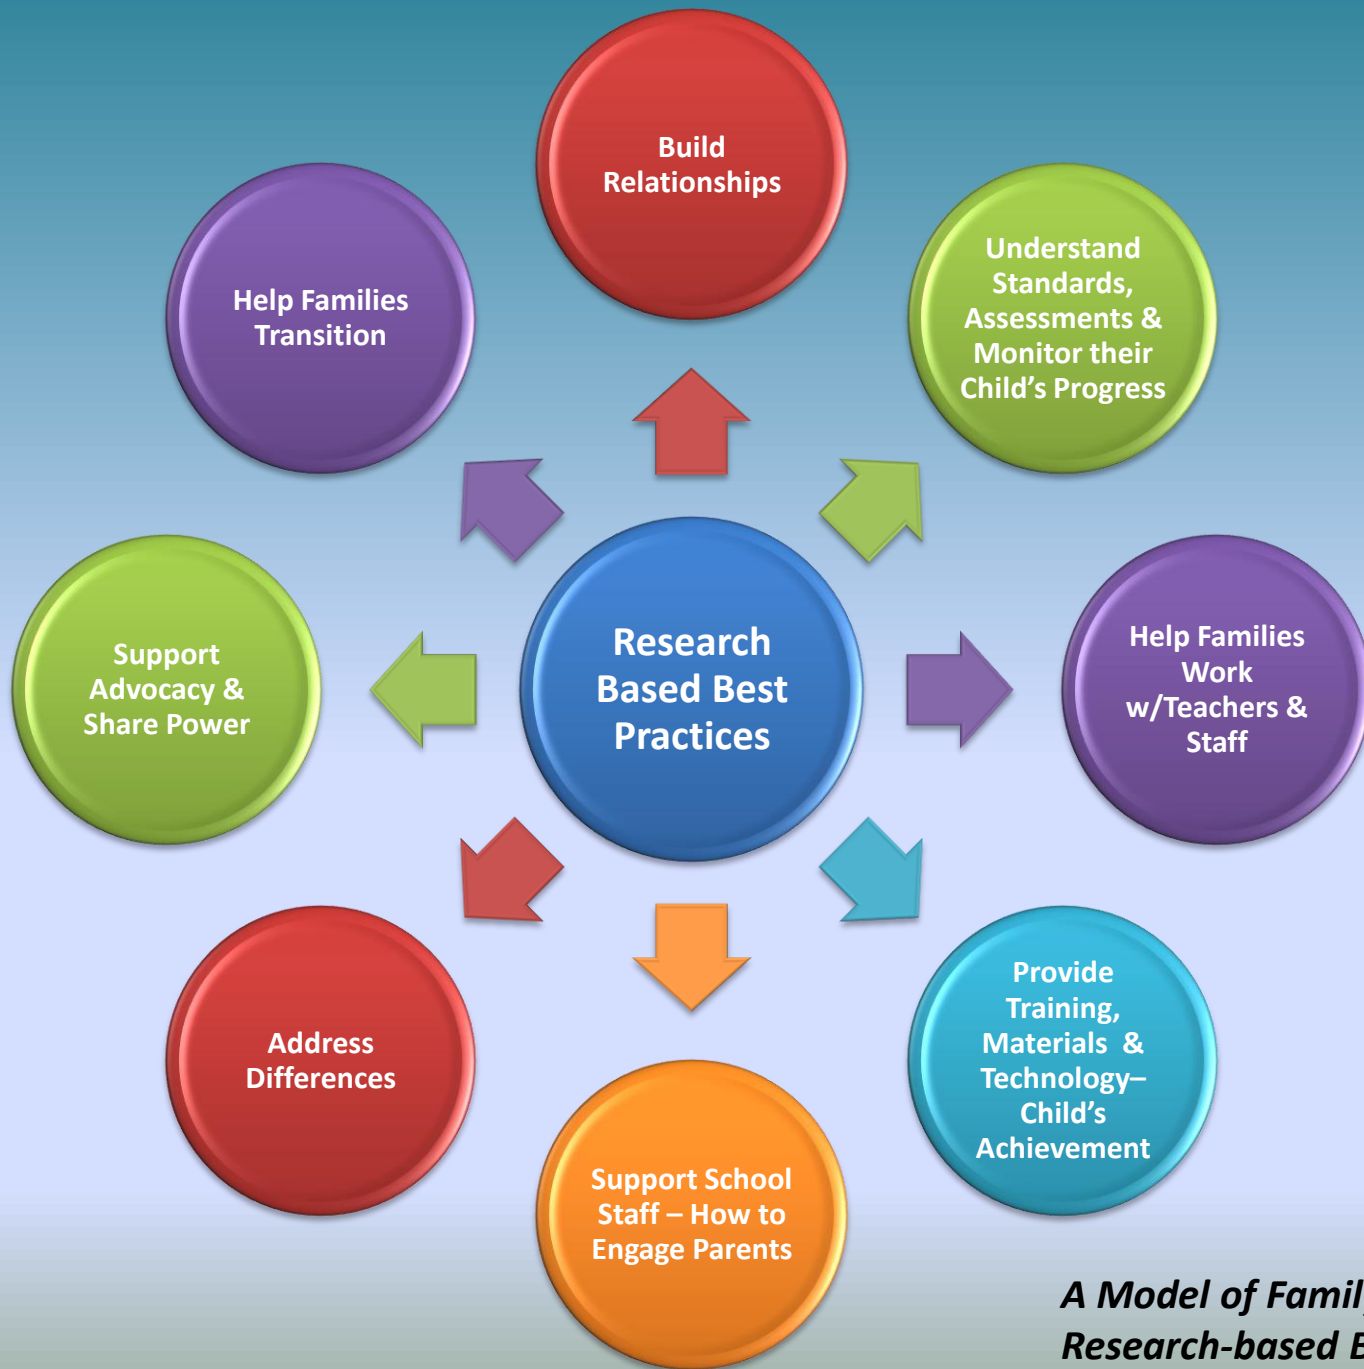 Build
Relationships
Understand
Standards,
Assessments &
Monitor their
Child's Progress
Help Families
Work
w/Teachers &
Staff
Provide
Training,
Materials &
Technology–
Child's
Achievement
Support School
Staff – How to
Engage Parents
Address
Differences
Support
Advocacy &
Share Power
Help Families
Transition
Research
Based Best
Practices
A Model of
Research-based